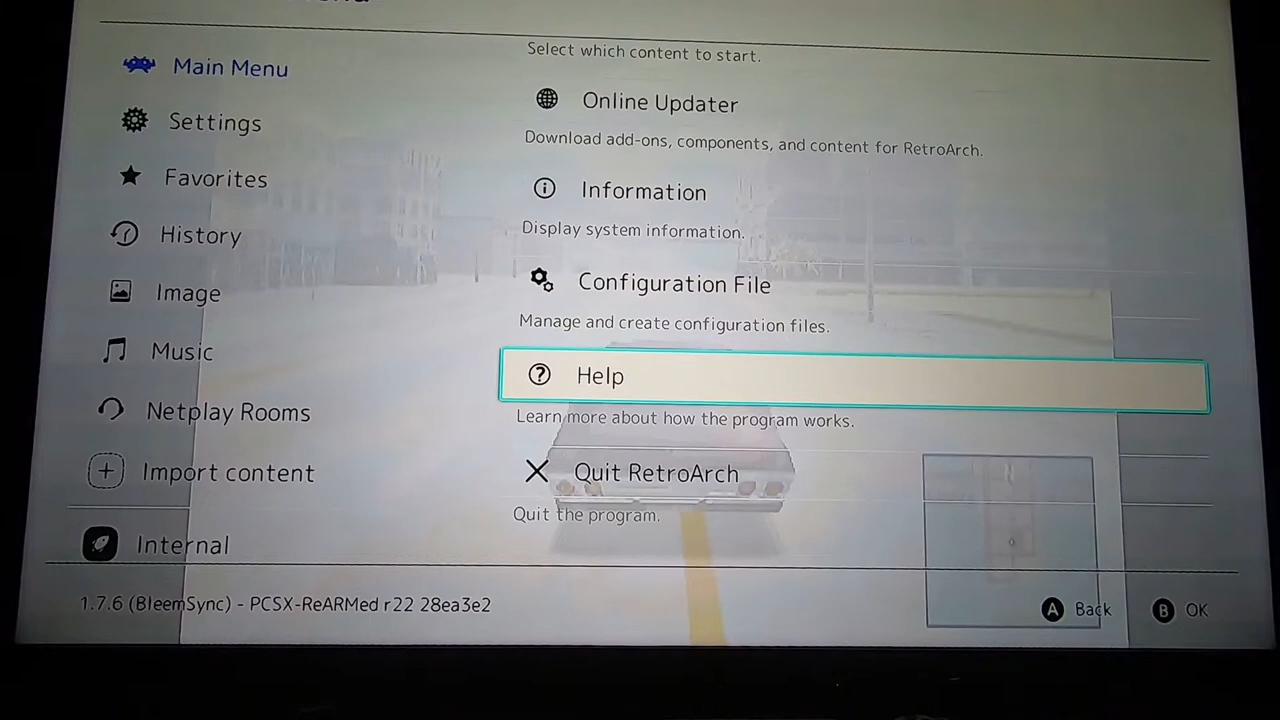 Main Menu
Settings
Favorites
History
Image
Music
Netplay Rooms
Import content
Internal
Select which content to start.
Online Updater
Download add-ons, components, and content for RetroArch.
Information
Display system information.
Configuration File
Manage and create configuration files.
Help
Learn more about how the program works.
Quit RetroArch
Quit the program.
1.7.6 (BleemSync) - PCSX-ReARMed r22 28ea3e2
A Back B OK